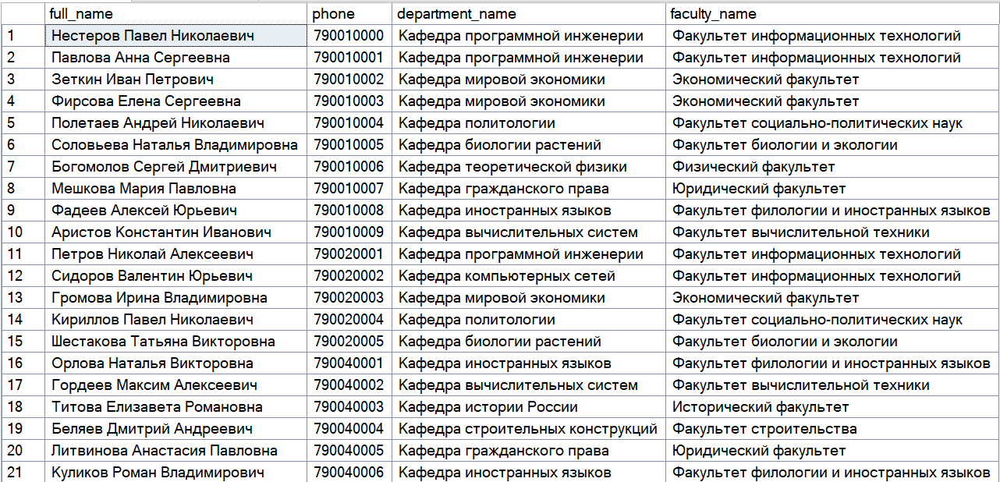 full_name phone department_name faculty_name
1 Нестеров Павел Николаевич 790010000 Кафедра программной инженерии Факультет информационных технологий
2 Павлова Анна Сергеевна 790010001 Кафедра программной инженерии Факультет информационных технологий
3 Зеткин Иван Петрович 790010002 Кафедра мировой экономики Экономический факультет
4 Фирсова Елена Сергеевна 790010003 Кафедра мировой экономики Экономический факультет
5 Полетаев Андрей Николаевич 790010004 Кафедра политологии Факультет социально-политических наук
6 Соловьева Наталья Владимировна 790010005 Кафедра биологии растений Факультет биологии и экологии
7 Богомолов Сергей Дмитриевич 790010006 Кафедра теоретической физики Физический факультет
8 Мешкова Мария Павловна 790010007 Кафедра гражданского права Юридический факультет
9 Фадеев Алексей Юрьевич 790010008 Кафедра иностранных языков Факультет филологии и иностранных языков
10 Аристов Константин Иванович 790010009 Кафедра вычислительных систем Факультет вычислительной техники
11 Петров Николай Алексеевич 790020001 Кафедра программной инженерии Факультет информационных технологий
12 Сидоров Валентин Юрьевич 790020002 Кафедра компьютерных сетей Факультет информационных технологий
13 Громова Ирина Владимировна 790020003 Кафедра мировой экономики Экономический факультет
14 Кириллов Павел Николаевич 790020004 Кафедра политологии Факультет социально-политических наук
15 Шестакова Татьяна Викторовна 790020005 Кафедра биологии растений Факультет биологии и экологии
16 Орлова Наталья Викторовна 790040001 Кафедра иностранных языков Факультет филологии и иностранных языков
17 Гордеев Максим Алексеевич 790040002 Кафедра вычислительных систем Факультет вычислительной техники
18 Титова Елизавета Романовна 790040003 Кафедра истории России Исторический факультет
19 Беляев Дмитрий Андреевич 790040004 Кафедра строительных конструкций Факультет строительства
20 Литвинова Анастасия Павловна 790040005 Кафедра гражданского права Юридический факультет
21 Куликов Роман Владимирович 790040006 Кафедра иностранных языков Факультет филологии и иностранных языков